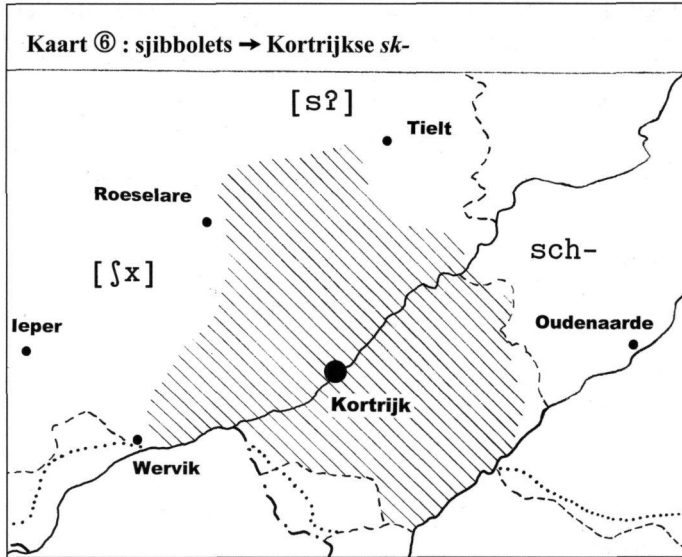 Kaart ⑥ : sjibbolets → Kortrijkse sk-
[sʔ]
Tielt
Roeselare
sch-
[ʃx]
Ieper
Oudenaarde
Kortrijk
Wervik